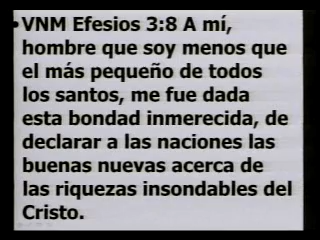 • VNM Efesios 3:8 A mí,
hombre que soy menos que
el más pequeño de todos
los santos, me fue dada
esta bondad inmerecida, de
declarar a las naciones las
buenas nuevas acerca de
las riquezas insondables del
Cristo.